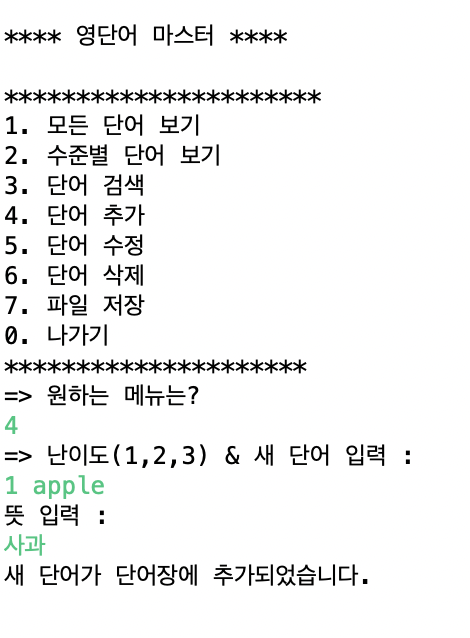 **** 영단어 마스터 ****
**********************
1. 모든 단어 보기
2. 수준별 단어 보기
3. 단어 검색
4. 단어 추가
5. 단어 수정
6. 단어 삭제
7. 파일 저장
0. 나가기
*********************
=> 원하는 메뉴는?
4
=> 난이도(1,2,3) & 새 단어 입력 :
1 apple
뜻 입력 :
사과
새 단어가 단어장에 추가되었습니다.